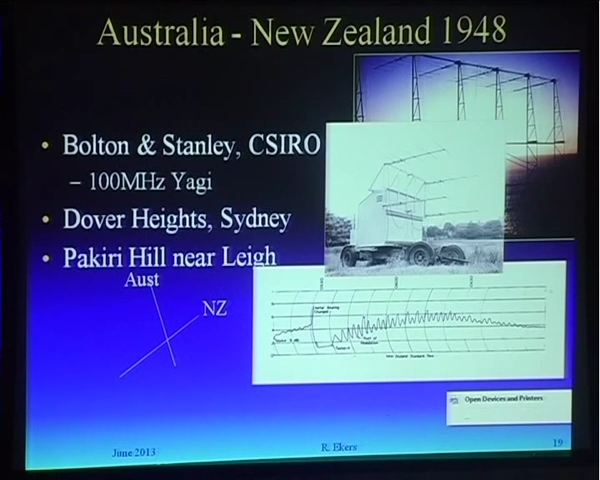 Australia - New Zealand 1948
• Bolton & Stanley, CSIRO
– 100MHz Yagi
• Dover Heights, Sydney
• Pakiri Hill near Leigh
Aust
NZ
Open Devices and Printers
June 2013
R. Ekers
19